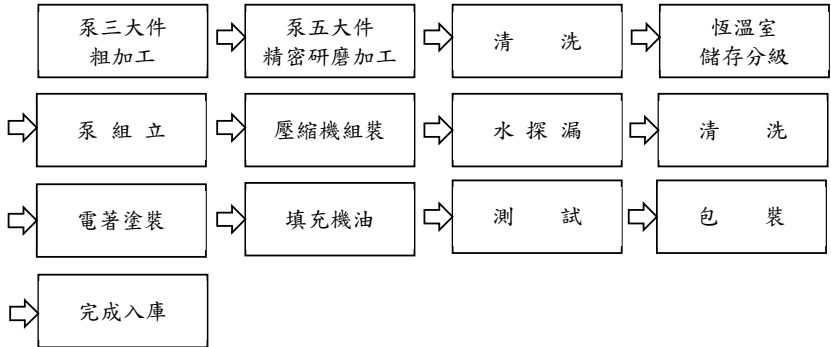 泵三大件
粗加工
泵五大件
精密研磨加工
清 洗
恆溫室
儲存分級
泵 組 立
壓縮機組裝
水 探 漏
清 洗
電著塗裝
填充機油
測 試
包 裝
完成入庫